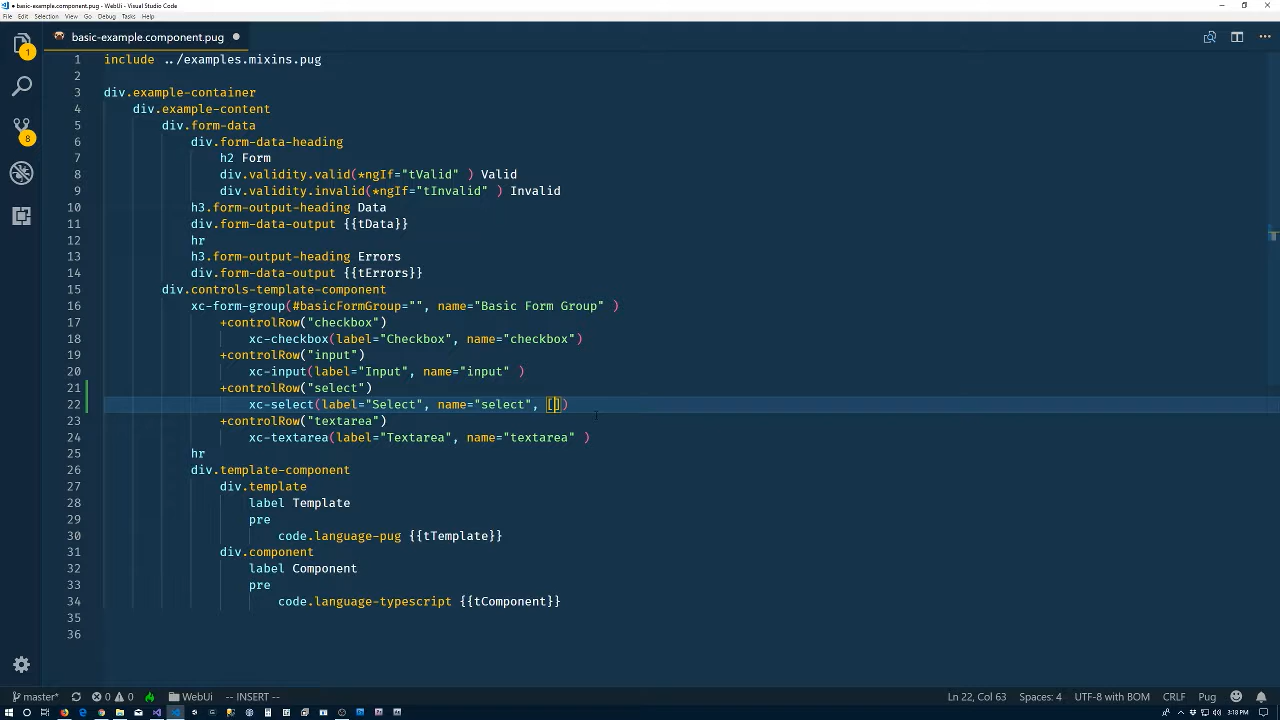 basic-example.component.pug - WebUi - Visual Studio Code
File Edit Selection View Go Debug Tasks Help
basic-example.component.pug
1 include ../examples.mixins.pug
2
3 div.example-container
4 div.example-content
5 div.form-data
6 div.form-data-heading
7 h2 Form
8 div.validity.valid(*ngIf="tValid" ) Valid
9 div.validity.invalid(*ngIf="tInvalid" ) Invalid
10 h3.form-output-heading Data
11 div.form-data-output {{tData}}
12 hr
13 h3.form-output-heading Errors
14 div.form-data-output {{tErrors}}
15 div.controls-template-component
16 xc-form-group(#basicFormGroup="", name="Basic Form Group" )
17 +controlRow("checkbox")
18 xc-checkbox(label="Checkbox", name="checkbox")
19 +controlRow("input")
20 xc-input(label="Input", name="input" )
21 +controlRow("select")
22 xc-select(label="Select", name="select", [])
23 +controlRow("textarea")
24 xc-textarea(label="Textarea", name="textarea" )
25 hr
26 div.template-component
27 div.template
28 label Template
29 pre
30 code.language-pug {{tTemplate}}
31 div.component
32 label Component
33 pre
34 code.language-typescript {{tComponent}}
35
36
1
8
master* 0 0 WebUi -- INSERT -- Ln 22, Col 63 Spaces: 4 UTF-8 with BOM CRLF Pug
3:18 PM